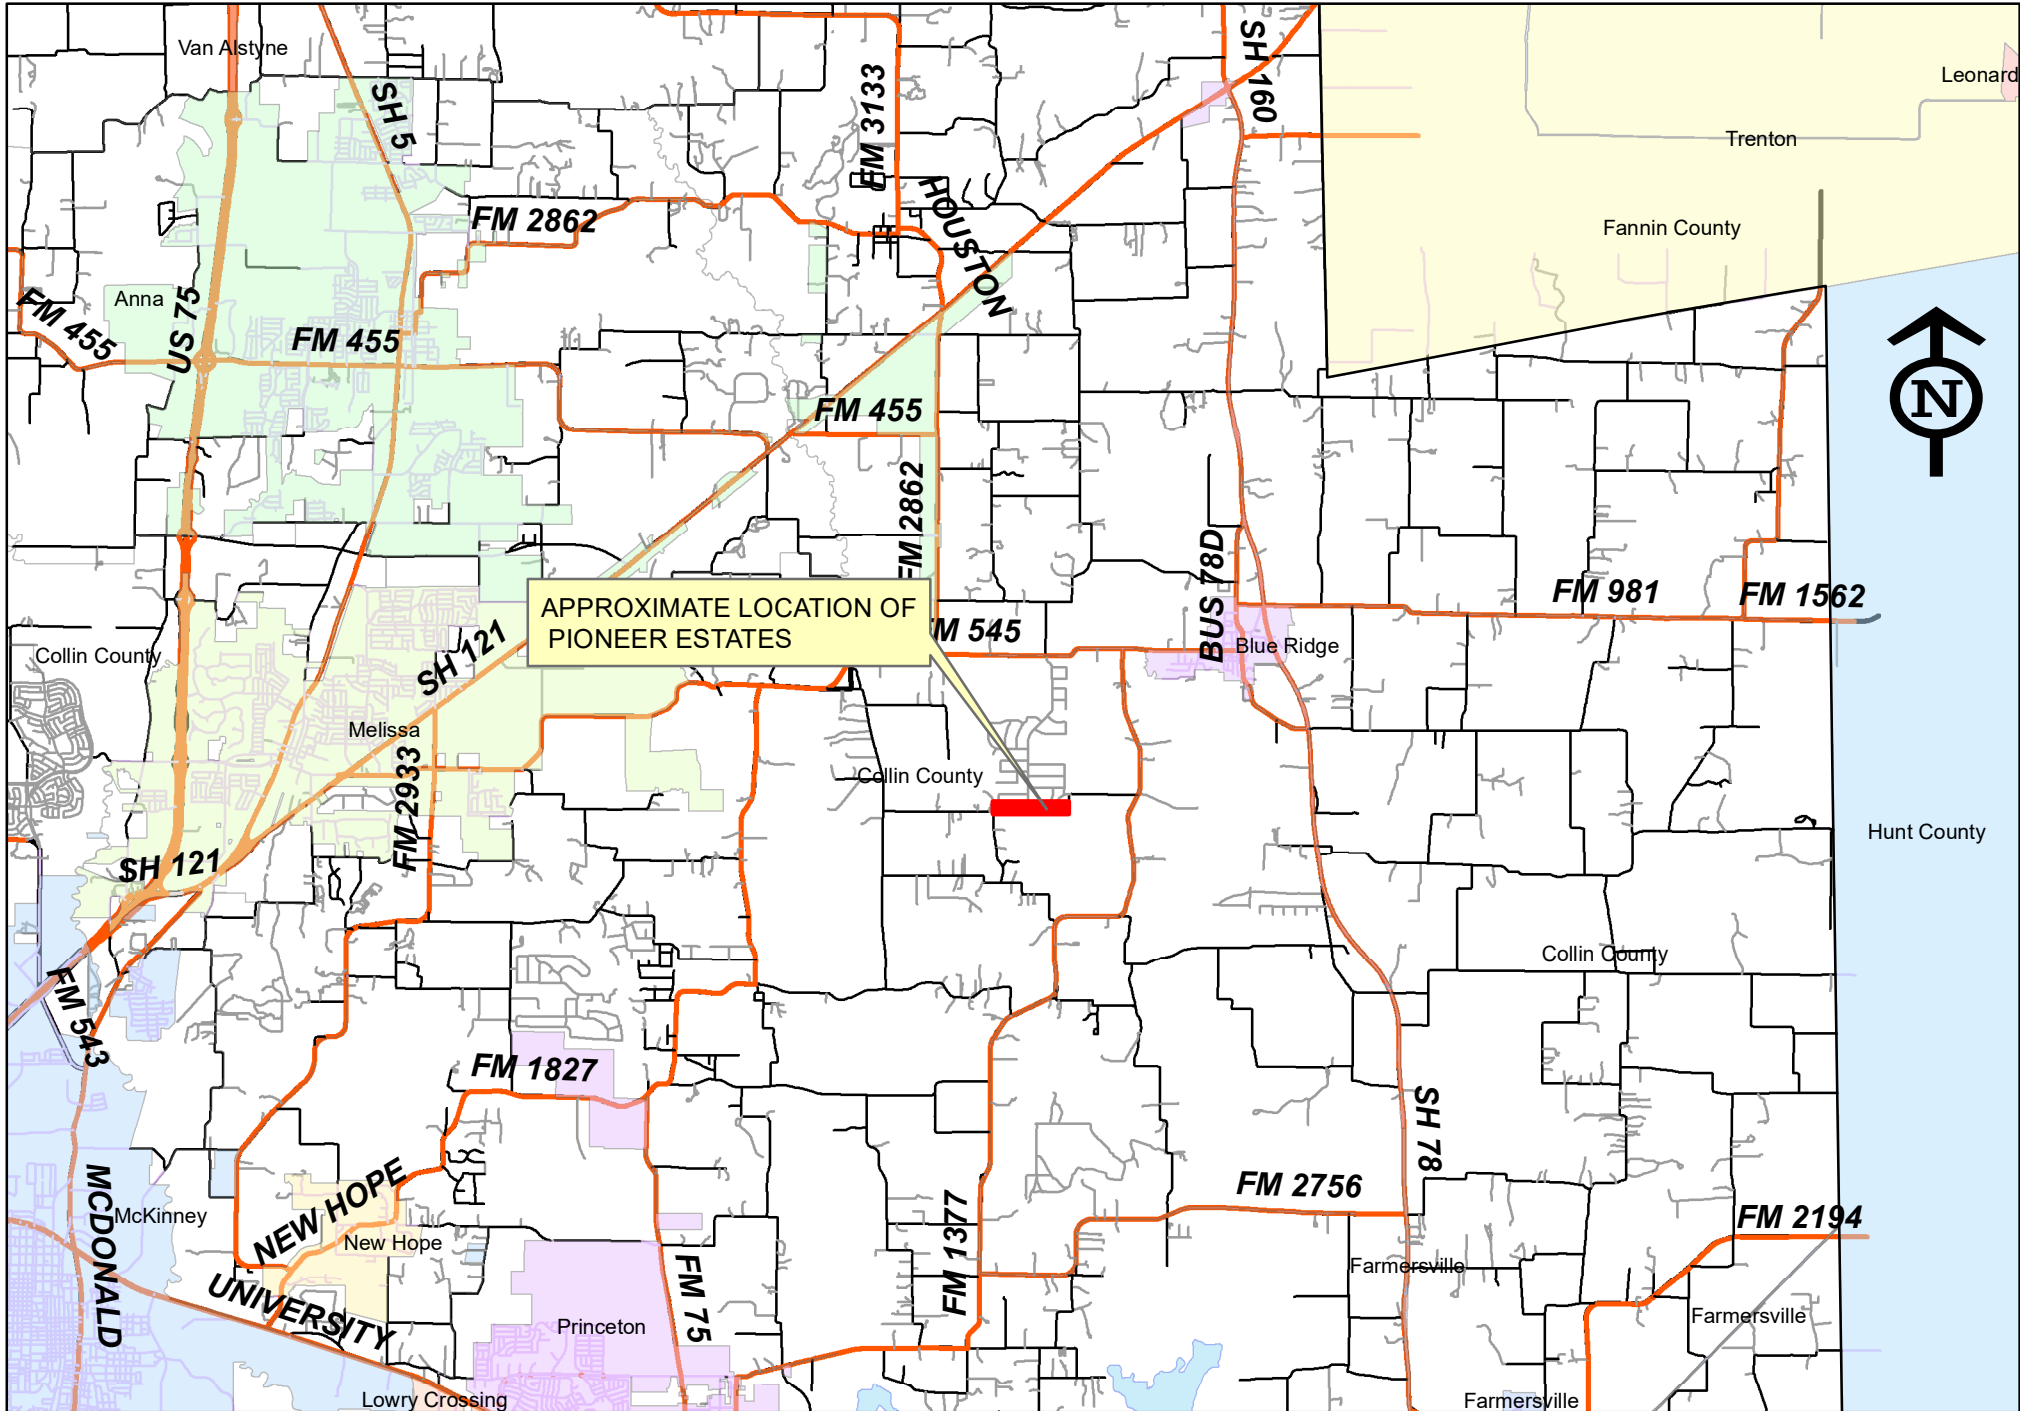 Van Alstyne
SH 5
FM 3133
SH 160
Leonard
Trenton
HOUSTON
FM 2862
Fannin County
Anna
FM 455
US 75
FM 455
N
FM 455
FM 2862
BUS 78D
FM 981
FM 1562
APPROXIMATE LOCATION OF
PIONEER ESTATES
FM 545
Blue Ridge
Collin County
SH 121
Melissa
FM 2933
Collin County
Hunt County
SH 121
Collin County
FM 543
FM 1827
SH 78
MCDONALD
McKinney
NEW HOPE
New Hope
FM 1377
FM 2756
FM 2194
Farmersville
UNIVERSITY
Princeton
FM 75
Farmersville
Lowry Crossing
Farmersville